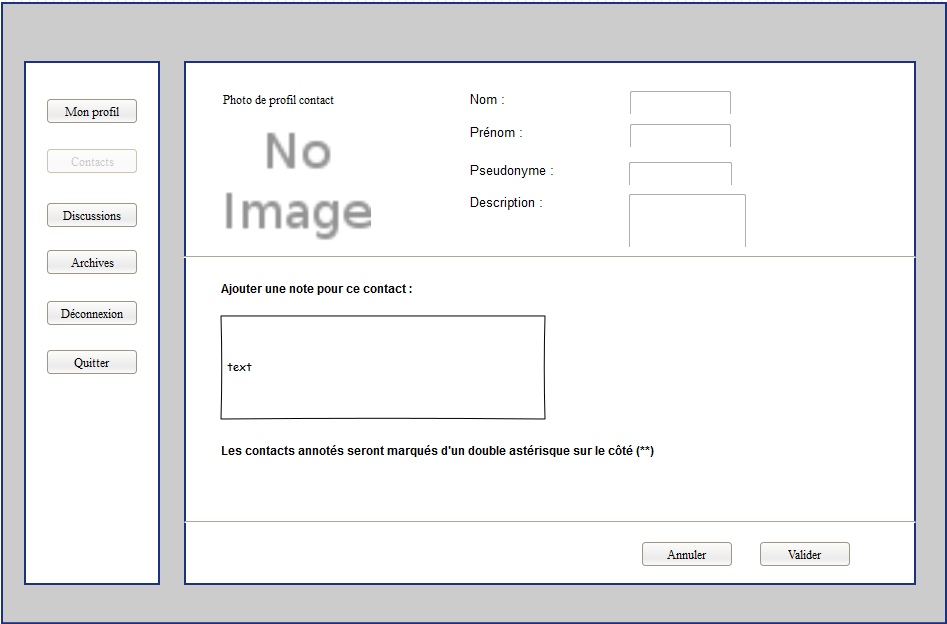 Mon profil
Contacts
Discussions
Archives
Déconnexion
Quitter
Photo de profil contact
No
Image
Nom :
Prénom :
Pseudonyme :
Description :
Ajouter une note pour ce contact :
text
Les contacts annotés seront marqués d'un double astérisque sur le côté (**)
Annuler
Valider